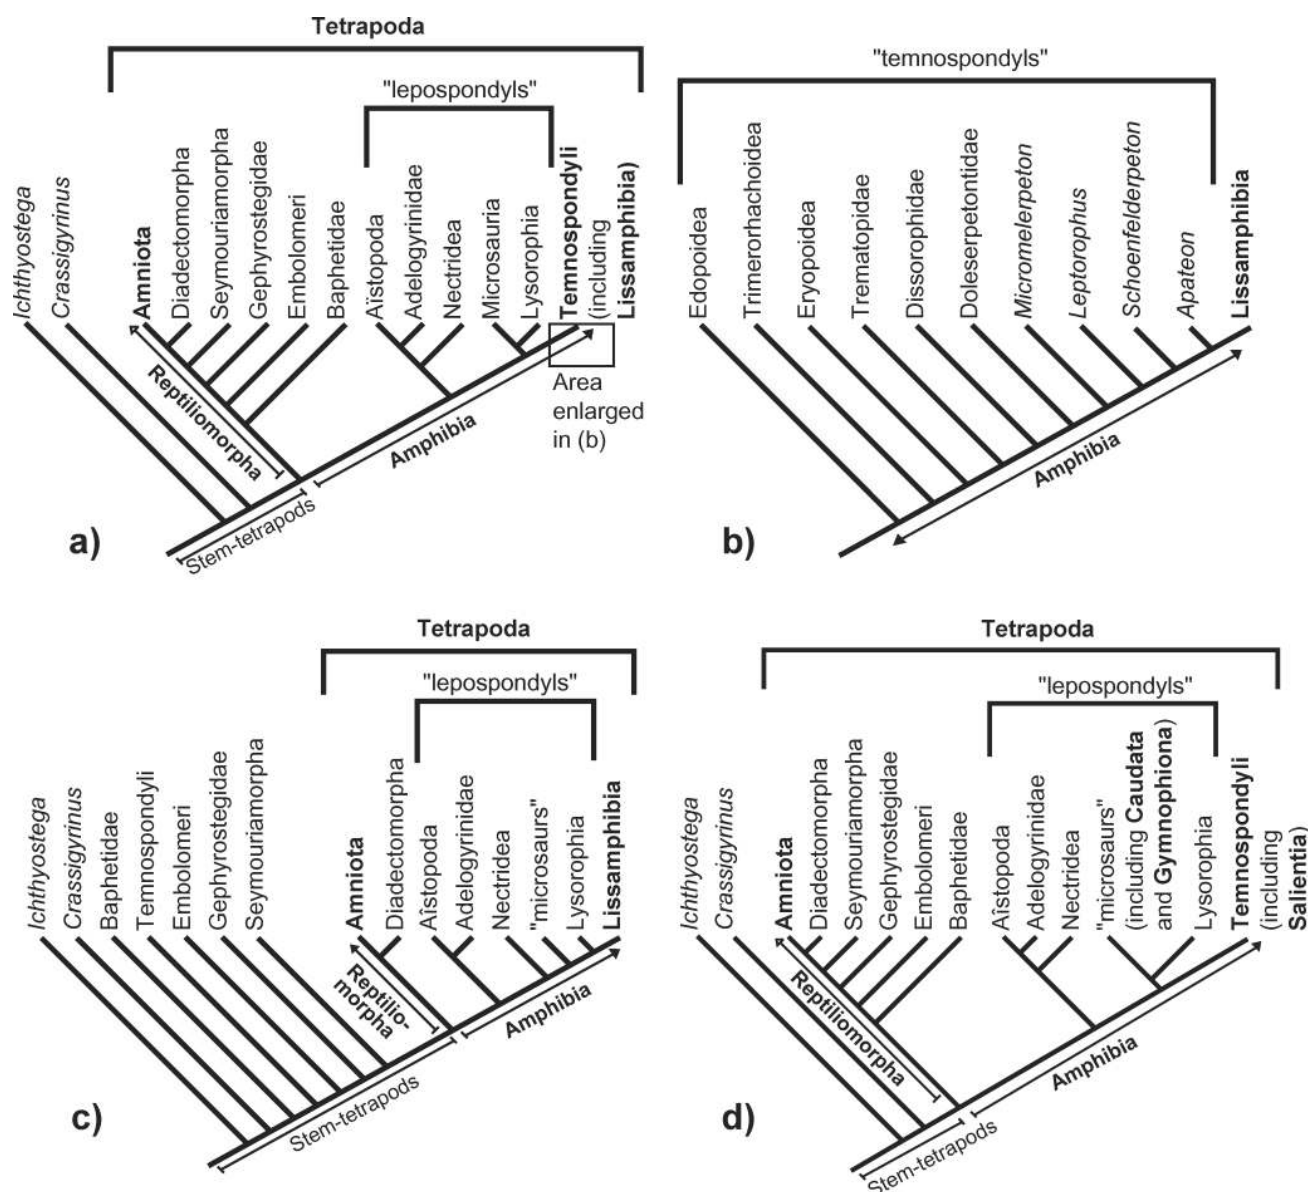 Tetrapoda
"lepospondyls"
Ichthyostega
Crassigyrinus
Amniota
Diadectomorpha
Seymouriamorpha
Gephyrostegidae
Embolomeri
Baphetidae
Aïstopoda
Adelogyrinidae
Nectridea
Microsauria
Lysorophia
Temnospondyli
(including
Lissamphibia)
Reptiliomorpha
Amphibia
Area
enlarged
in (b)
Stem-tetrapods
a)
"temnospondyls"
Edopoidea
Trimerorhachoidea
Eryopoidea
Trematopidae
Dissorophidae
Doleserpetontidae
Micromelerpeton
Leptorophus
Schoenfelderpeton
Apateon
Lissamphibia
Amphibia
b)
Tetrapoda
"lepospondyls"
Ichthyostega
Crassigyrinus
Baphetidae
Temnospondyli
Embolomeri
Gephyrostegidae
Seymouriamorpha
Amniota
Diadectomorpha
Aîstopoda
Adelogyrinidae
Nectridea
"microsaurs"
Lysorophia
Lissamphibia
Reptilio-
morpha
Amphibia
Stem-tetrapods
c)
Tetrapoda
"lepospondyls"
Ichthyostega
Crassigyrinus
Amniota
Diadectomorpha
Seymouriamorpha
Gephyrostegidae
Embolomeri
Baphetidae
Aîstopoda
Adelogyrinidae
Nectridea
"microsaurs"
(including Caudata
and Gymnophiona)
Lysorophia
Temnospondyli
(including
Salientia)
Reptiliomorpha
Amphibia
Stem-tetrapods
d)